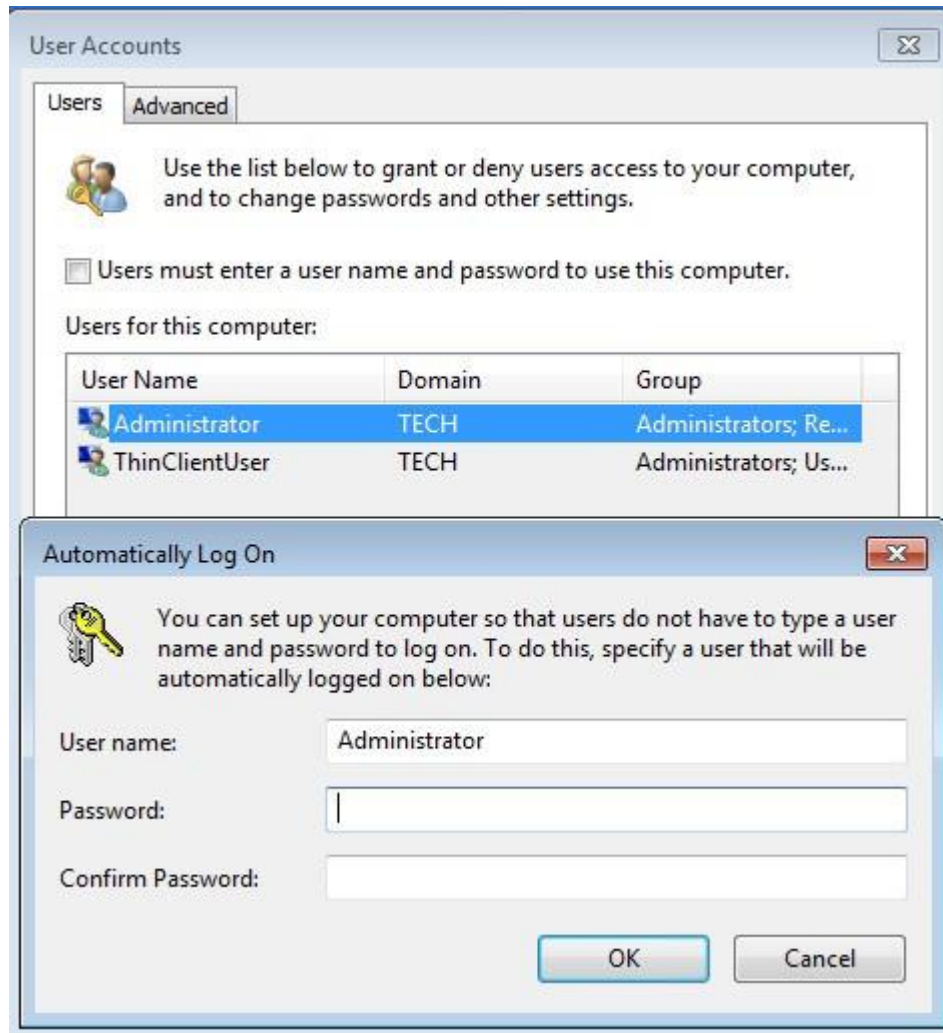 User Accounts
Users Advanced
Use the list below to grant or deny users access to your computer,
and to change passwords and other settings.
Users must enter a user name and password to use this computer.
Users for this computer:
User Name Domain Group
Administrator TECH Administrators; Re...
ThinClientUser TECH Administrators; Us...
Automatically Log On
You can set up your computer so that users do not have to type a user
name and password to log on. To do this, specify a user that will be
automatically logged on below:
User name: Administrator
Password:
Confirm Password:
OK Cancel